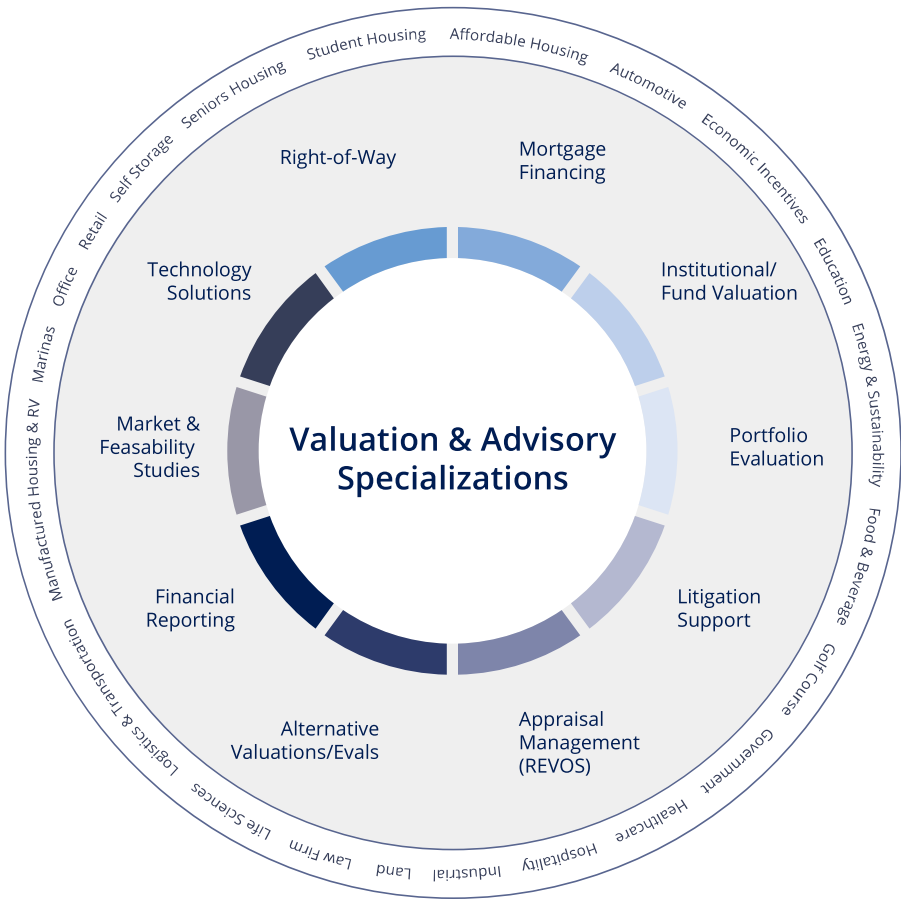 Valuation & Advisory
Specializations
Mortgage
Financing
Institutional/
Fund Valuation
Portfolio
Evaluation
Litigation
Support
Appraisal
Management
(REVOS)
Alternative
Valuations/Evals
Financial
Reporting
Market &
Feasability
Studies
Technology
Solutions
Right-of-Way
Affordable Housing
Automotive
Economic Incentives
Education
Energy & Sustainability
Food & Beverage
Golf Course
Government
Healthcare
Hospitality
Industrial
Land
Law Firm
Life Sciences
Logistics & Transportation
Manufactured Housing & RV
Marinas
Office
Retail
Self Storage
Seniors Housing
Student Housing